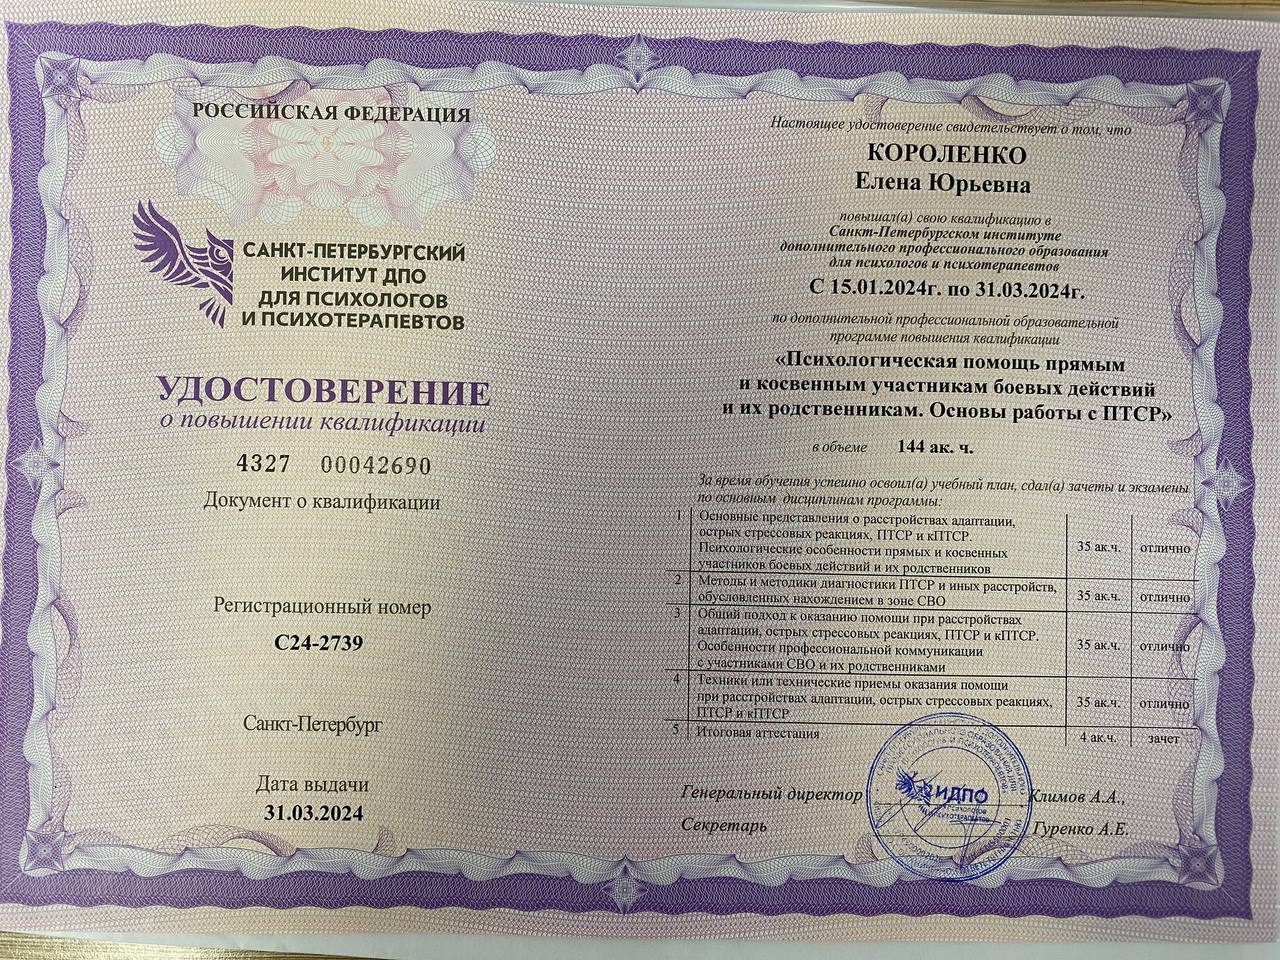 РОССИЙСКАЯ ФЕДЕРАЦИЯ
САНКТ-ПЕТЕРБУРГСКИЙ
ИНСТИТУТ ДПО
ДЛЯ ПСИХОЛОГОВ
И ПСИХОТЕРАПЕВТОВ
УДОСТОВЕРЕНИЕ
о повышении квалификации
4327 00042690
Документ о квалификации
Регистрационный номер
С24-2739
Санкт-Петербург
Дата выдачи
31.03.2024
Настоящее удостоверение свидетельствует о том, что
КОРОЛЕНКО
Елена Юрьевна
повышал(а) свою квалификацию в
Санкт-Петербургском институте
дополнительного профессионального образования
для психологов и психотерапевтов
С 15.01.2024г. по 31.03.2024г.
по дополнительной профессиональной образовательной
программе повышения квалификации
«Психологическая помощь прямым
и косвенным участникам боевых действий
и их родственникам. Основы работы с ПТСР»
в объеме 144 ак. ч.
За время обучения успешно освоил(а) учебный план, сдал(а) зачеты и экзамены
по основным дисциплинам программы:
1 Основные представления о расстройствах адаптации,
острых стрессовых реакциях, ПТСР и кПТСР.
Психологические особенности прямых и косвенных 35 ак.ч. отлично
участников боевых действий и их родственников
2 Методы и методики диагностики ПТСР и иных расстройств,
обусловленных нахождением в зоне СВО 35 ак.ч. отлично
3 Общий подход к оказанию помощи при расстройствах
адаптации, острых стрессовых реакциях, ПТСР и кПТСР.
Особенности профессиональной коммуникации 35 ак.ч. отлично
с участниками СВО и их родственниками
4 Техники или технические приемы оказания помощи
при расстройствах адаптации, острых стрессовых реакциях, 35 ак.ч. отлично
ПТСР и кПТСР
5 Итоговая аттестация 4 ак.ч. зачет
Генеральный директор Климов А.А.,
Секретарь Гуренко А.Е.
ИДПО